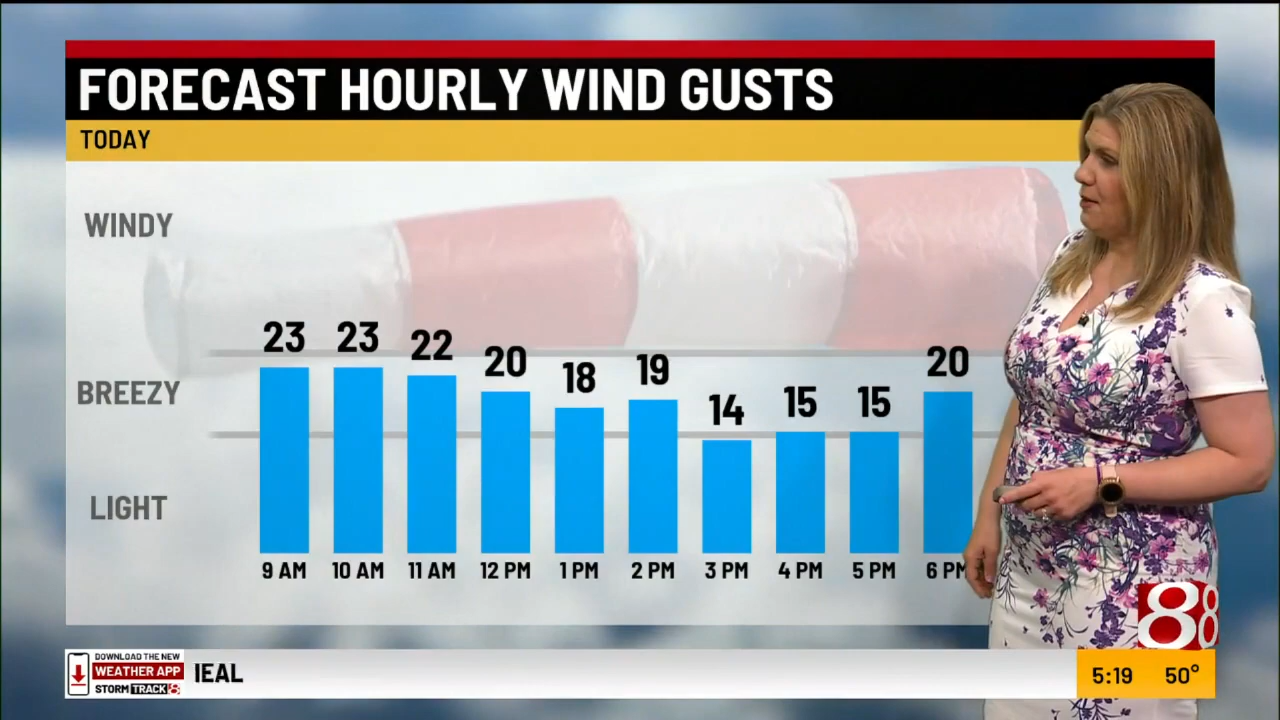 FORECAST HOURLY WIND GUSTS
TODAY
WINDY
BREEZY
LIGHT
23 23 22 20 18 19 14 15 15 20
9 AM 10 AM 11 AM 12 PM 1 PM 2 PM 3 PM 4 PM 5 PM 6 PM
8 8
DOWNLOAD THE NEW
WEATHER APP
STORM TRACK 8
IEAL
5:19 50°